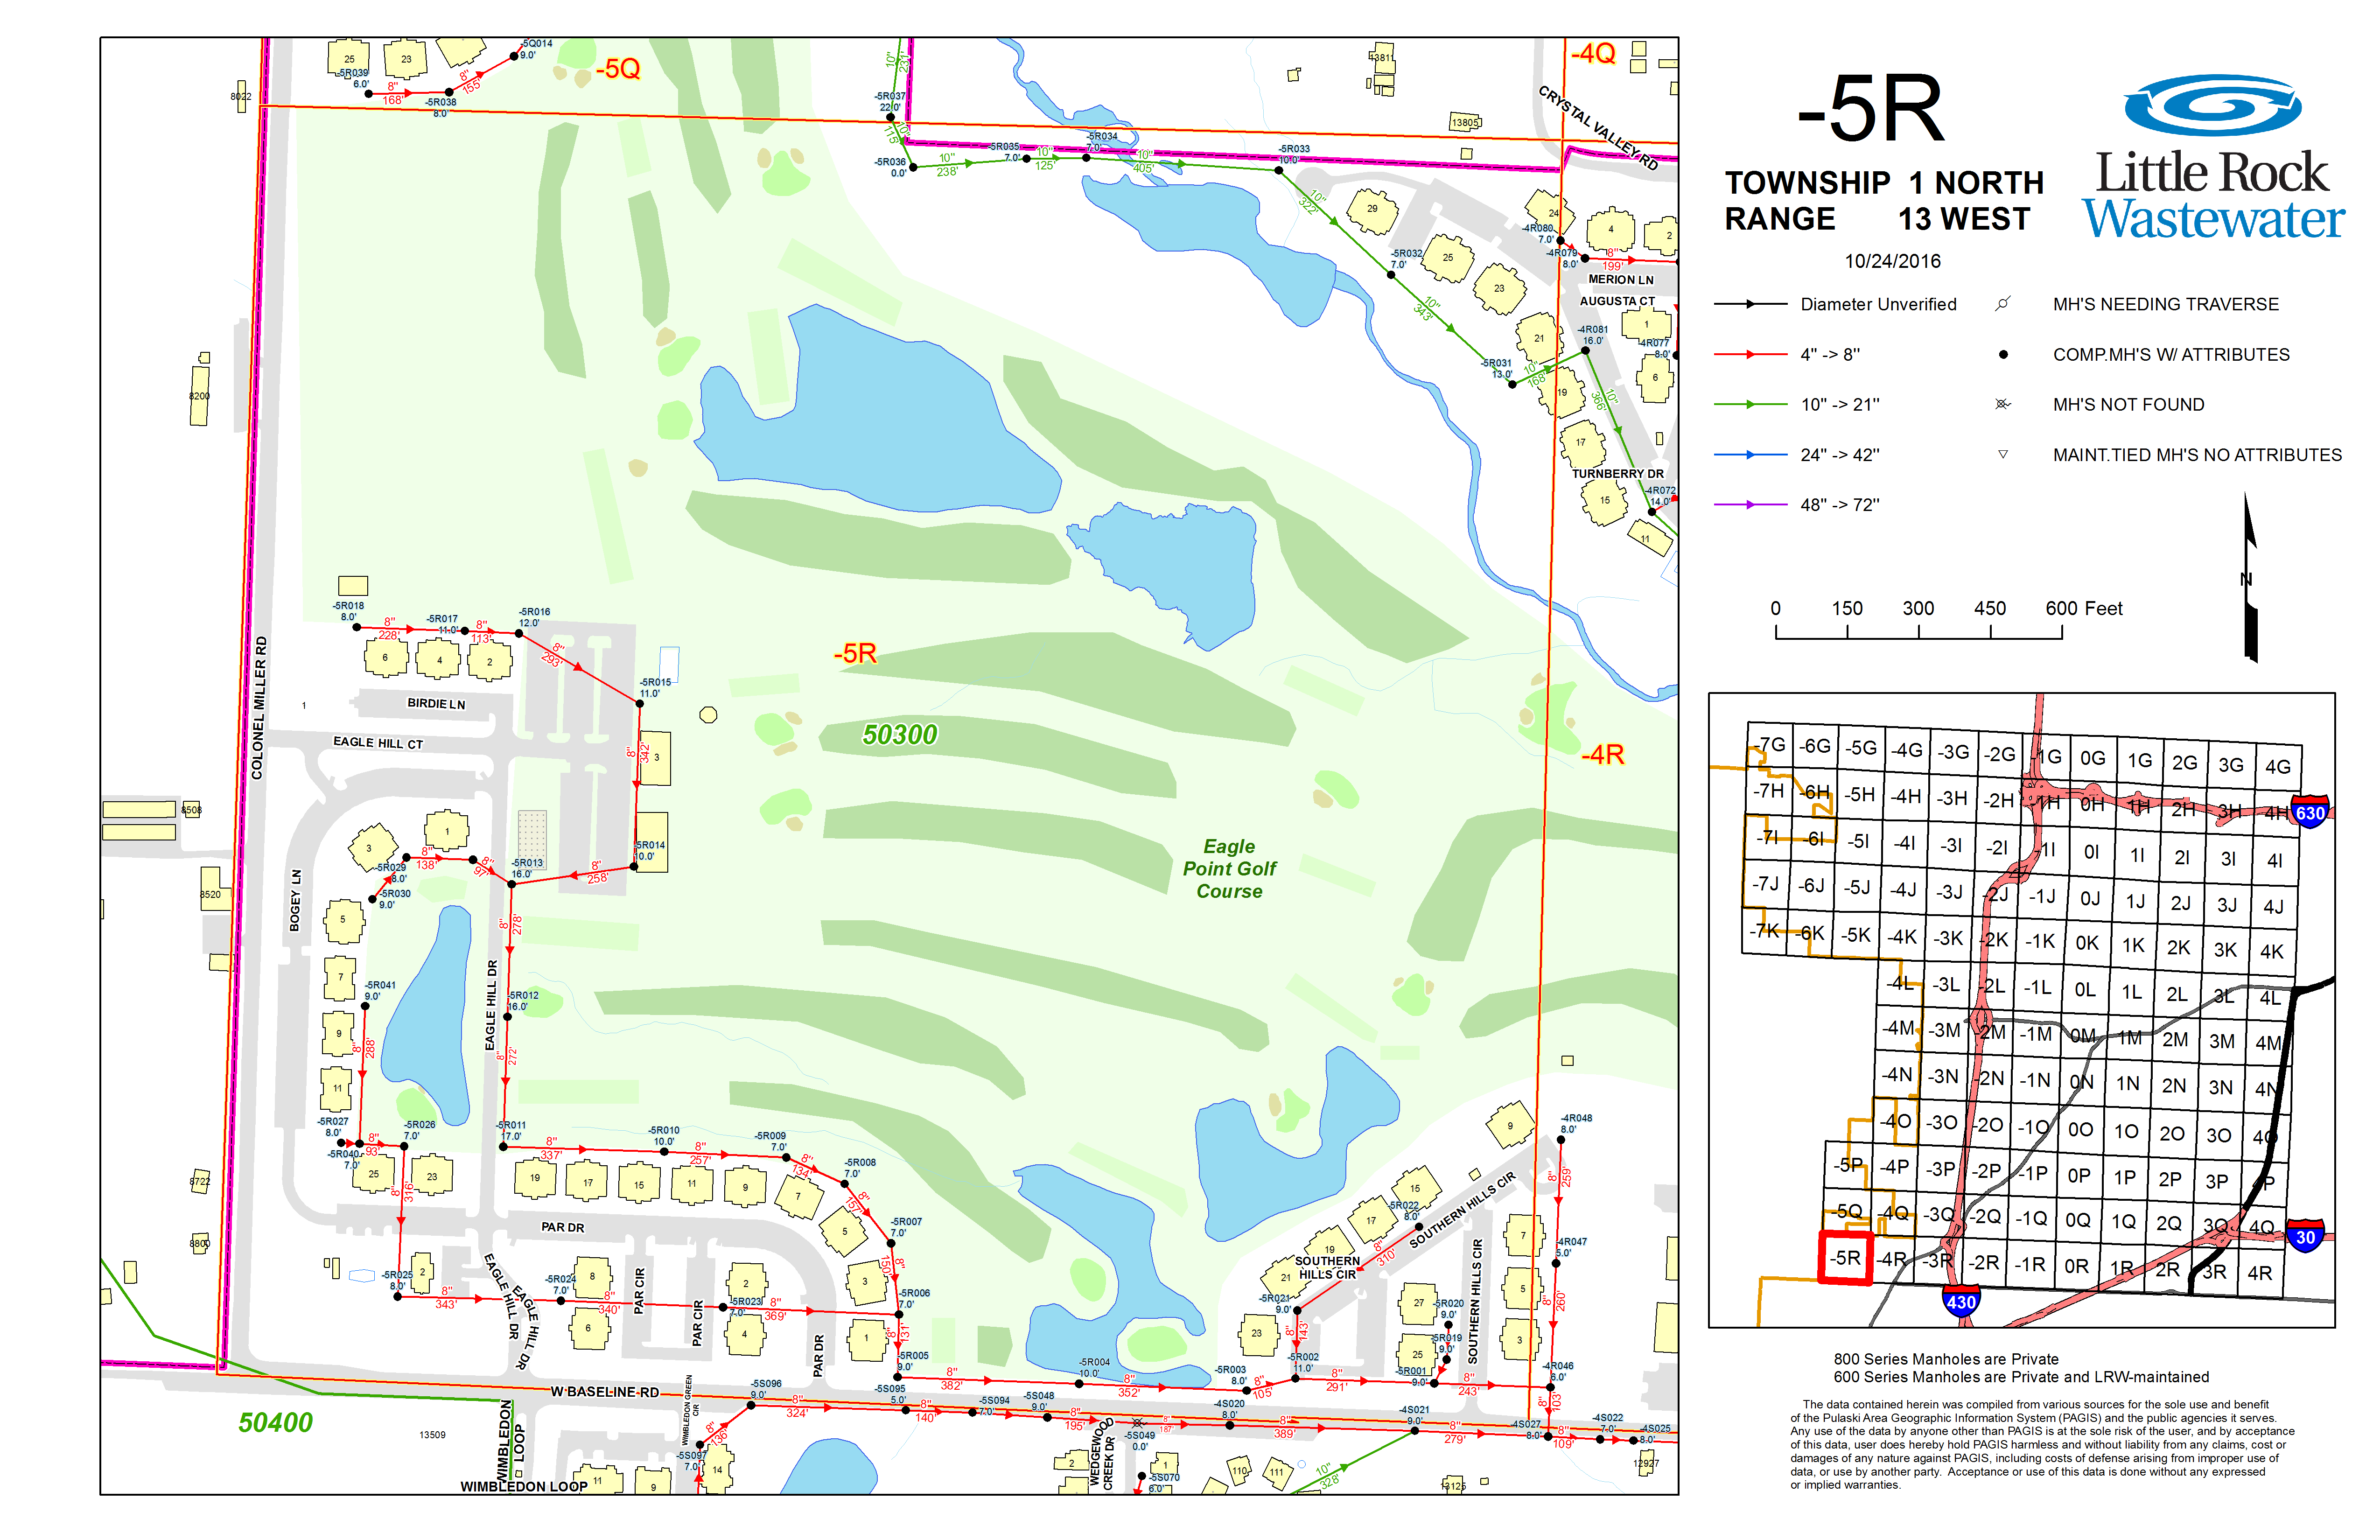 -5R
TOWNSHIP 1 NORTH
RANGE 13 WEST
10/24/2016
Little Rock
Wastewater
Diameter Unverified
4" -> 8"
10" -> 21"
24" -> 42"
48" -> 72"
MH'S NEEDING TRAVERSE
COMP.MH'S W/ ATTRIBUTES
MH'S NOT FOUND
MAINT.TIED MH'S NO ATTRIBUTES
N
0 150 300 450 600 Feet
-7G -6G -5G -4G -3G -2G 0G 1G 2G 3G 4G
-7H -6H -5H -4H -3H -2H -1H 0H 1H 2H 3H 4H
630
-7I -6I -5I -4I -3I -2I -1I 0I 1I 2I 3I 4I
-7J -6J -5J -4J -3J -2J -1J 0J 1J 2J 3J 4J
-7K -6K -5K -4K -3K -2K -1K 0K 1K 2K 3K 4K
-4L -3L -2L -1L 0L 1L 2L 3L 4L
-4M -3M -2M -1M 0M 1M 2M 3M 4M
-4N -3N -2N -1N 0N 1N 2N 3N 4N
-4O -3O -2O -1O 0O 1O 2O 3O 4O
-5P -4P -3P -2P -1P 0P 1P 2P 3P 4P
-5Q -4Q -3Q -2Q -1Q 0Q 1Q 2Q 3Q 4Q
30
-5R -4R -3R -2R -1R 0R 1R 2R 3R 4R
430
800 Series Manholes are Private
600 Series Manholes are Private and LRW-maintained
The data contained herein was compiled from various sources for the sole use and benefit
of the Pulaski Area Geographic Information System (PAGIS) and the public agencies it serves.
Any use of the data by anyone other than PAGIS is at the sole risk of the user, and by acceptance
of this data, user does hereby hold PAGIS harmless and without liability from any claims, cost or
damages of any nature against PAGIS, including costs of defense arising from improper use of
data, or use by another party. Acceptance or use of this data is done without any expressed
or implied warranties.
-5Q
-4Q
-5R
-4R
50300
50400
Eagle
Point Golf
Course
COLONEL MILLER RD
CRYSTAL VALLEY RD
MERION LN
AUGUSTA CT
TURNBERRY DR
BIRDIE LN
EAGLE HILL CT
BOGEY LN
EAGLE HILL DR
PAR DR
EAGLE HILL DR
EAGLE HILL DR
PAR CIR
PAR CIR
PAR DR
W BASELINE RD
WIMBLEDON GREEN
CIR
WIMBLEDON
LOOP
WIMBLEDON LOOP
WEDGEWOOD
CREEK DR
SOUTHERN
HILLS CIR
SOUTHERN HILLS CIR
SOUTHERN HILLS CIR
-5R039
6.0'
-5R038
8.0'
-5Q014
9.0'
8" 168'
8" 155'
25
23
8022
8200
-5R037
22.0'
-5R036
0.0'
-5R035
7.0'
-5R034
7.0'
-5R033
10.0'
-5R032
7.0'
-5R031
13.0'
10" 231'
10" 115'
10" 238'
10" 125'
10" 405'
10" 322'
10" 343'
10" 168'
10" 366'
13811
13805
29
25
23
21
19
17
15
11
24
4
2
1
6
-4R080
7.0'
-4R079
8.0'
8" 199'
-4R081
16.0'
-4R077
8.0'
-4R072
14.0'
-5R018
8.0'
-5R017
11.0'
-5R016
12.0'
-5R015
11.0'
-5R014
-5R013
16.0'
-5R012
16.0'
-5R011
17.0'
8" 228'
8" 113'
8" 293'
8" 342'
8" 258'
8" 278'
8" 272'
6
4
2
1
3
8508
8520
8722
8800
3
1
5
7
9
11
-5R029
8.0'
-5R030
9.0'
8" 138'
8" 97'
-5R041
9.0'
8" 288'
-5R027
8.0'
-5R040
7.0'
8" 93'
-5R026
7.0'
8" 316'
25
23
-5R025
8.0'
8" 343'
-5R024
7.0'
8" 340'
-5R023
7.0'
8" 369'
2
8
6
2
4
-5R010
10.0'
-5R009
7.0'
-5R008
7.0'
-5R007
7.0'
-5R006
7.0'
-5R005
9.0'
8" 337'
8" 257'
8" 134'
8" 157'
8" 150'
8" 131'
19
17
15
11
9
7
5
3
1
8" 382'
-5R004
10.0'
8" 352'
-5R003
8.0'
8" 105'
-5R002
11.0'
8" 291'
-5R001
9.0'
8" 243'
-5R022
8.0'
8" 310'
-5R021
9.0'
8" 143'
-5R020
9.0'
-5R019
9.0'
9
15
17
19
21
23
27
25
7
5
3
-4R048
8.0'
8" 259'
-4R047
5.0'
8" 260'
-4R046
6.0'
8" 103'
-5S096
9.0'
8" 324'
-5S095
5.0'
8" 140'
-5S094
7.0'
-5S048
9.0'
8" 195'
-5S049
0.0'
8" 187'
-4S020
8.0'
8" 389'
-4S021
9.0'
8" 279'
-4S027
8.0'
8" 109'
-4S022
7.0'
-4S025
8.0'
-5S097
7.0'
8" 136'
-5S070
6.0'
10" 328'
13509
11
9
14
2
1
110
111
13125
12927